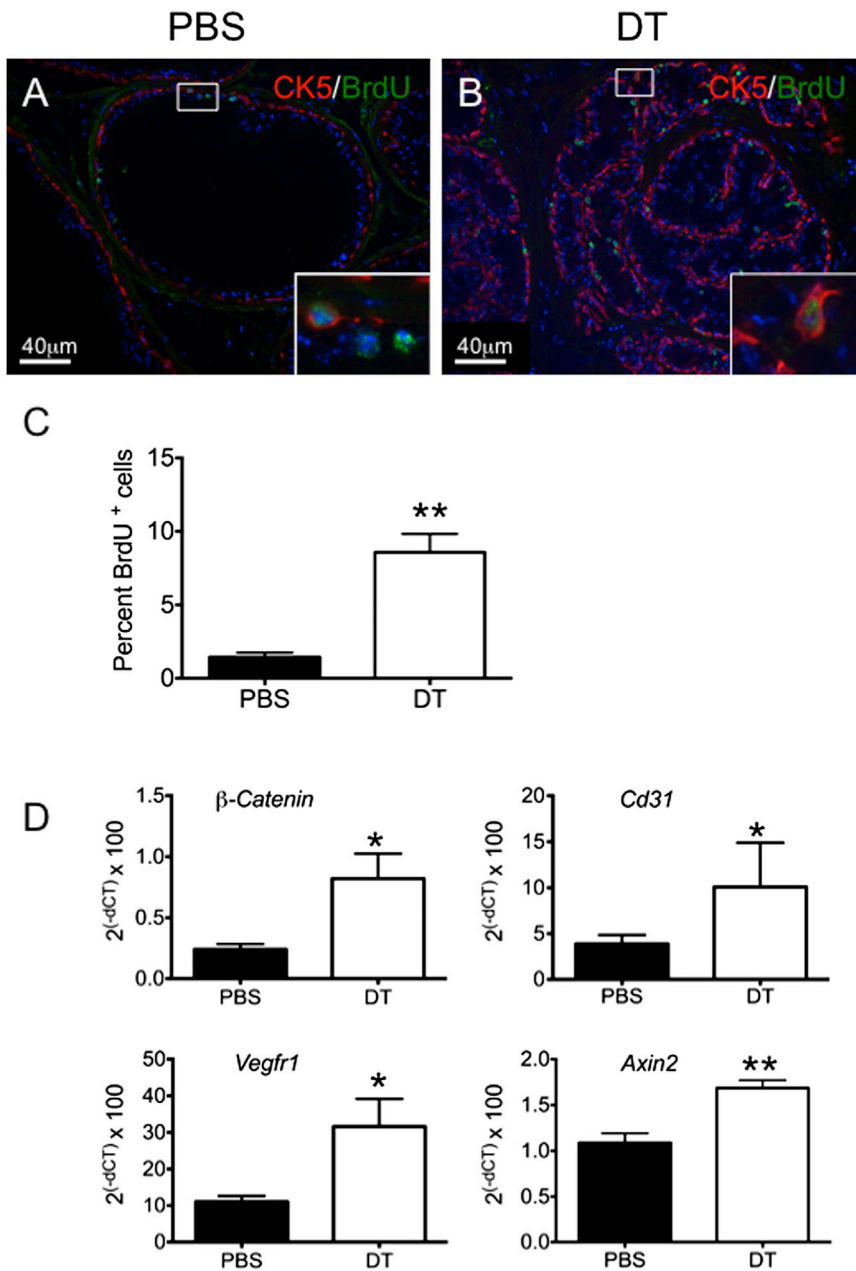 PBS DT
A CK5/BrdU
B CK5/BrdU
40μm
40μm
C
15
10
5
0
Percent BrdU + cells
**
PBS DT
D
β-Catenin
1.5
1.0
0.5
0.0
2(-dCT) x 100
*
PBS DT
Cd31
20
15
10
5
0
2(-dCT) x 100
*
PBS DT
Vegfr1
50
40
30
20
10
0
2(-dCT) x 100
*
PBS DT
Axin2
2.0
1.5
1.0
0.5
0.0
2(-dCT) x 100
**
PBS DT